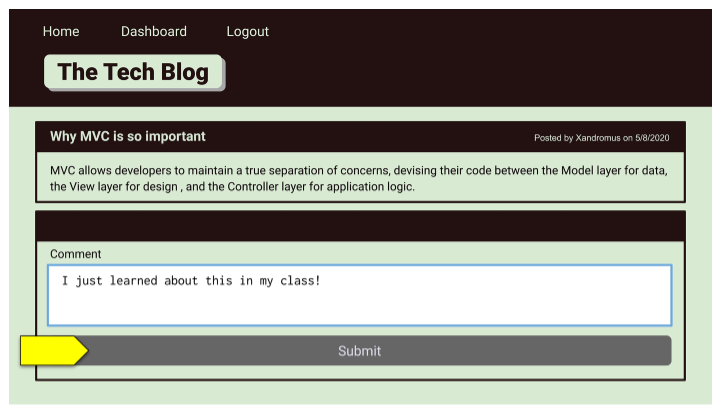 Home Dashboard Logout
The Tech Blog
Why MVC is so important Posted by Xandromus on 5/8/2020
MVC allows developers to maintain a true separation of concerns, devising their code between the Model layer for data,
the View layer for design , and the Controller layer for application logic.
Comment
I just learned about this in my class!
Submit